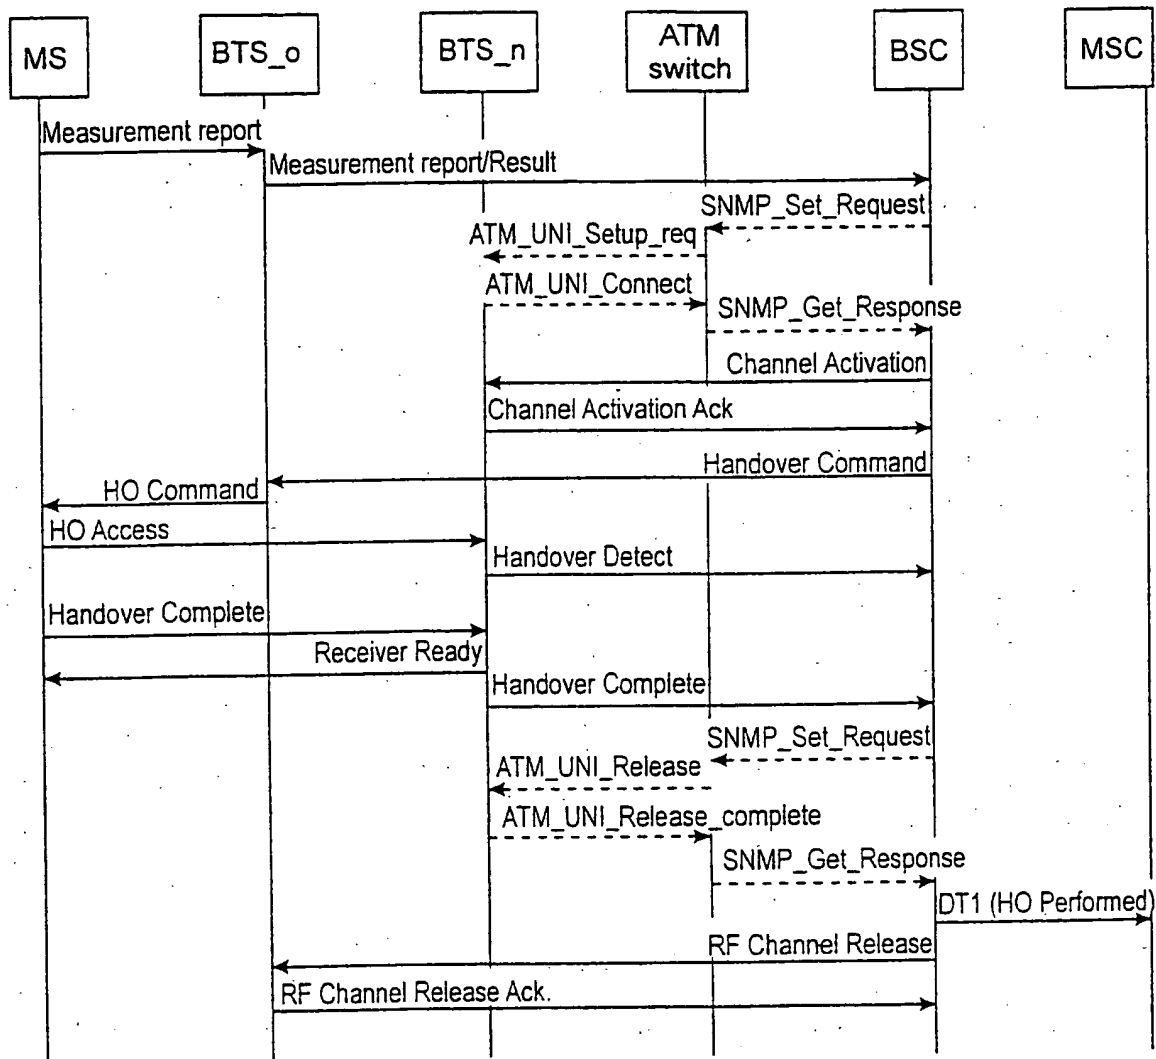 MS
BTS_o
BTS_n
ATM
switch
BSC
MSC
Measurement report
Measurement report/Result
SNMP_Set_Request
ATM_UNI_Setup_req
ATM_UNI_Connect
SNMP_Get_Response
Channel Activation
Channel Activation Ack
Handover Command
HO Command
HO Access
Handover Detect
Handover Complete
Receiver Ready
Handover Complete
SNMP_Set_Request
ATM_UNI_Release
ATM_UNI_Release_complete
SNMP_Get_Response
DT1 (HO Performed)
RF Channel Release
RF Channel Release Ack.